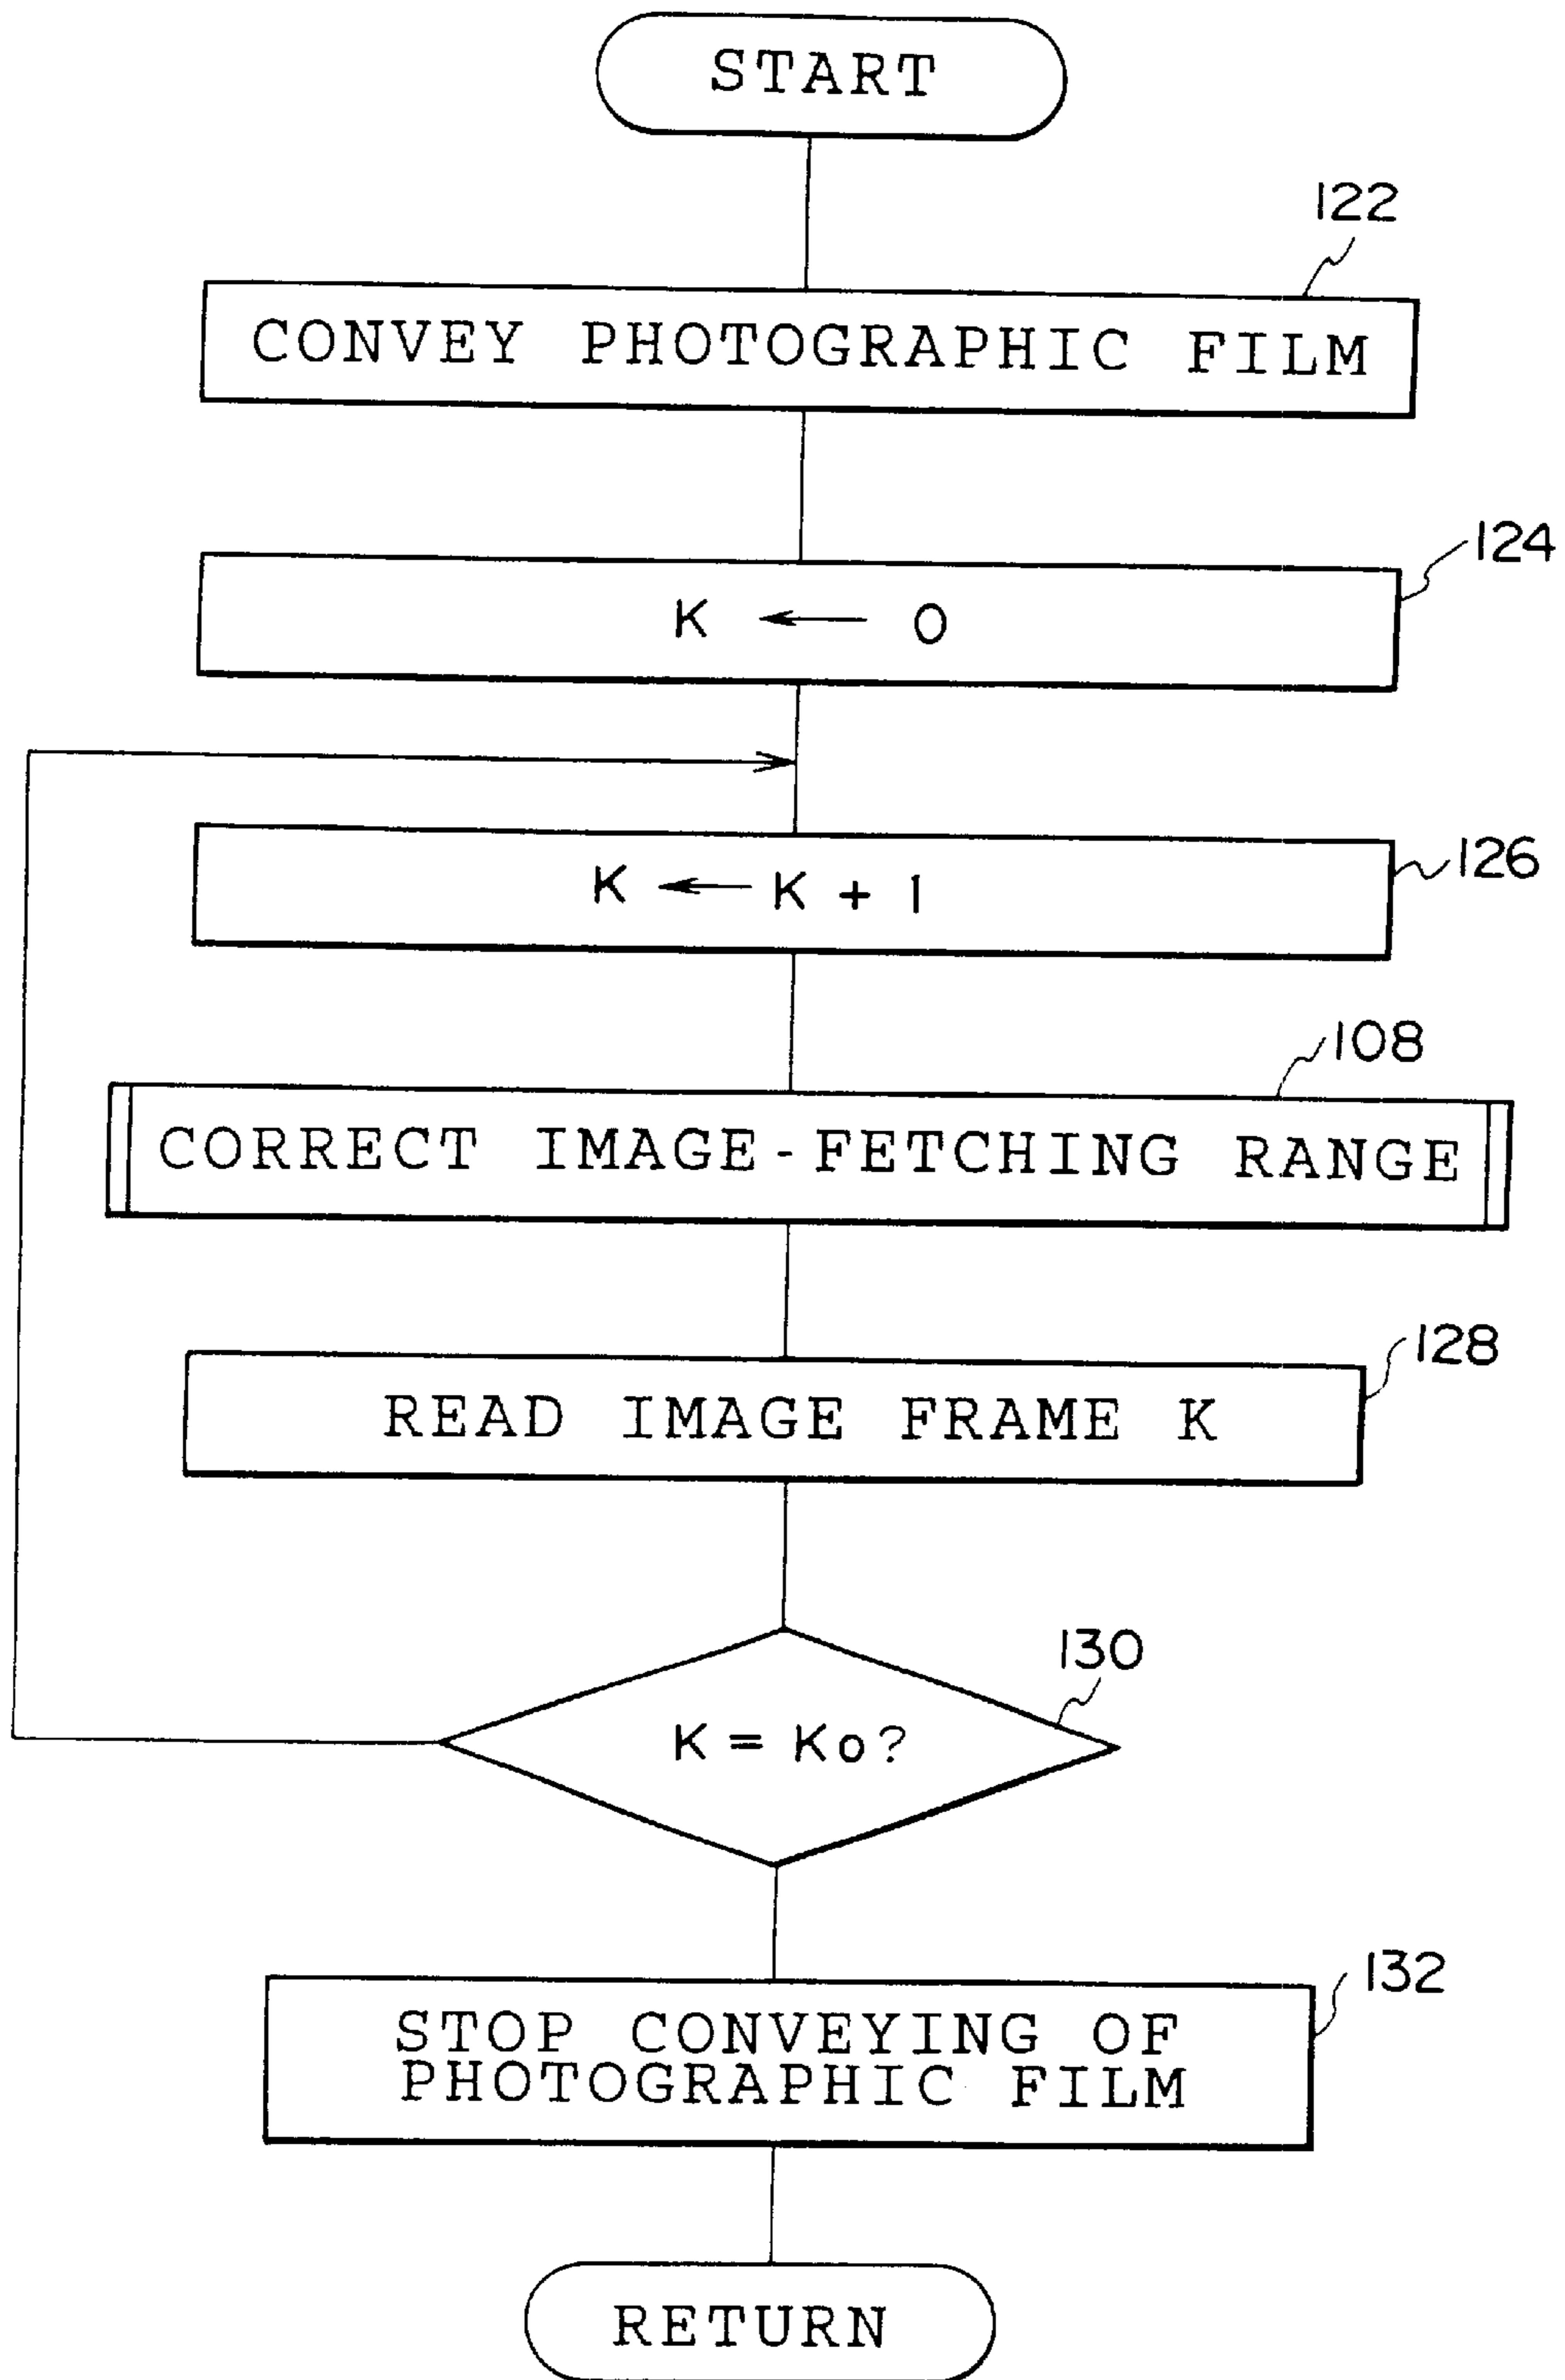 START
122
CONVEY PHOTOGRAPHIC FILM
124
K ← 0
K ← K + 1
126
108
CORRECT IMAGE-FETCHING RANGE
128
READ IMAGE FRAME K
130
K = Ko?
132
STOP CONVEYING OF
PHOTOGRAPHIC FILM
RETURN